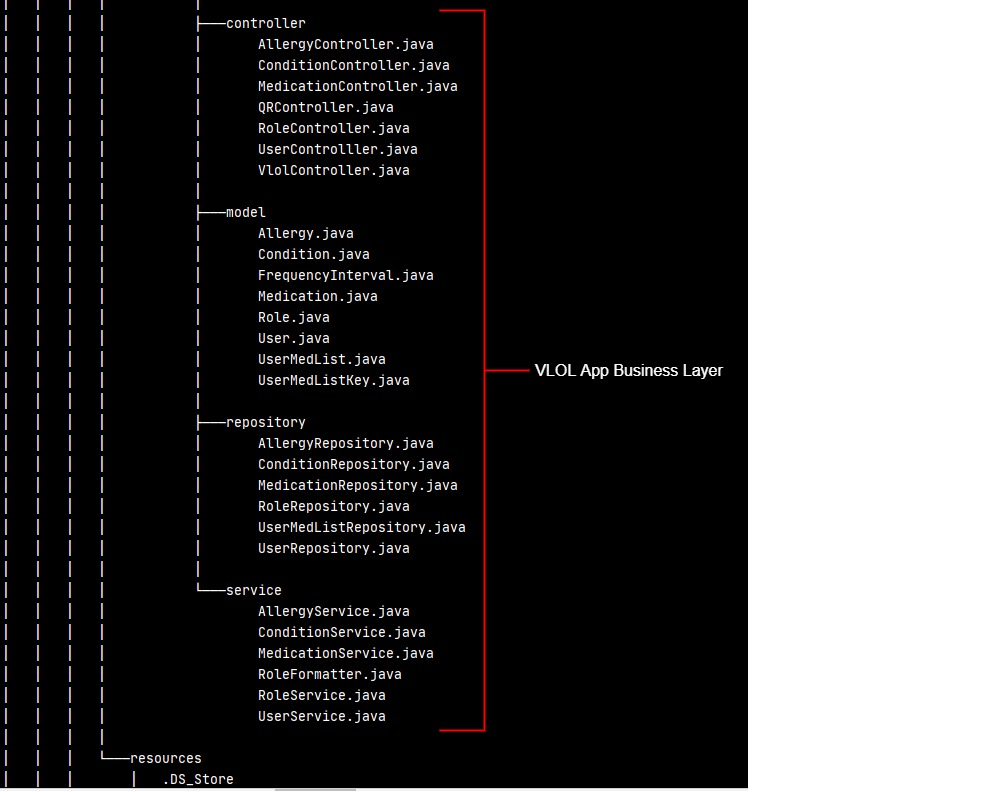 controller
AllergyController.java
ConditionController.java
MedicationController.java
QRController.java
RoleController.java
UserControlller.java
VlolController.java
model
Allergy.java
Condition.java
FrequencyInterval.java
Medication.java
Role.java
User.java
UserMedList.java
VLOL App Business Layer
UserMedListKey.java
repository
AllergyRepository.java
ConditionRepository.java
MedicationRepository.java
RoleRepository.java
UserMedListRepository.java
UserRepository.java
service
AllergyService.java
ConditionService.java
MedicationService.java
RoleFormatter.java
RoleService.java
UserService.java
resources
.DS_Store